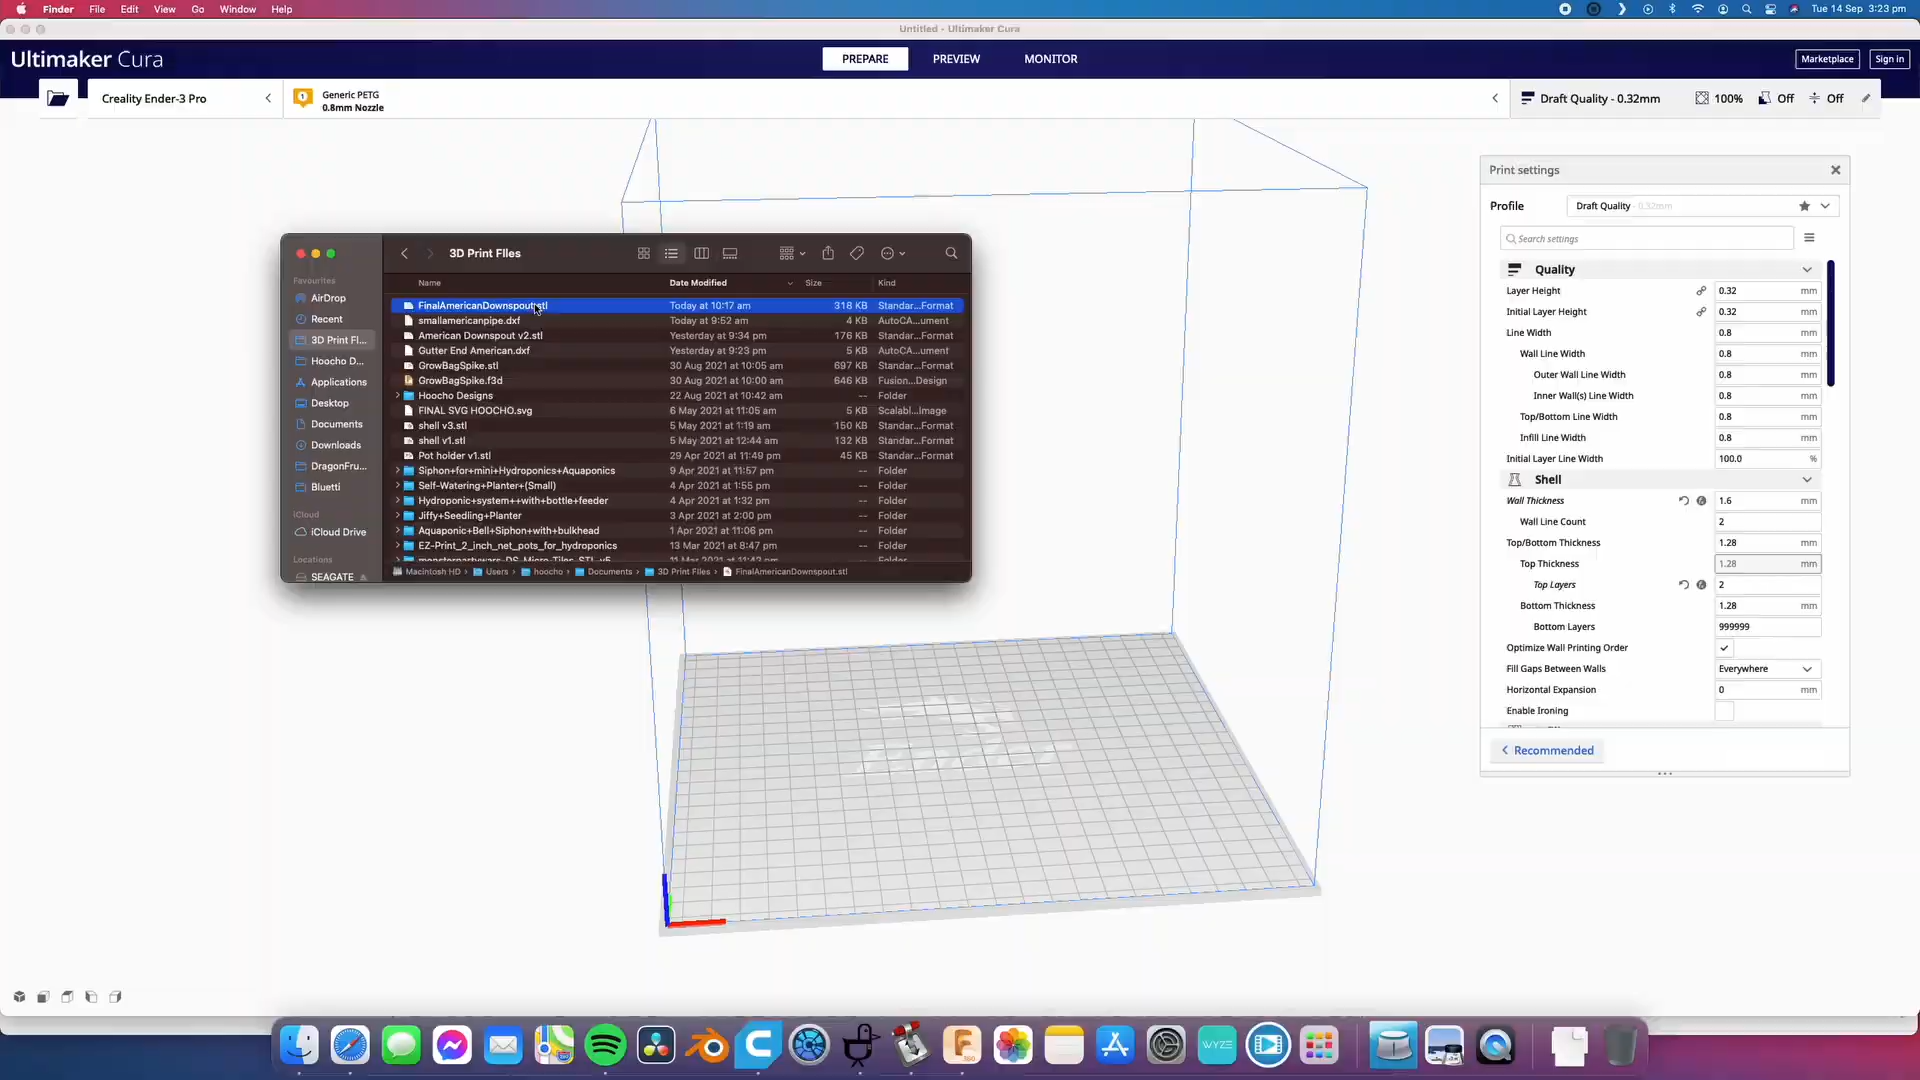 Finder File Edit View Go Window Help
Tue 14 Sep 3:23 pm
Untitled - Ultimaker Cura
Ultimaker Cura
PREPARE PREVIEW MONITOR
Marketplace Sign in
Creality Ender-3 Pro
1
Generic PETG
0.8mm Nozzle
Draft Quality - 0.32mm 100% Off Off
Print settings
Profile Draft Quality - 0.32mm
Search settings
Quality
Layer Height 0.32 mm
Initial Layer Height 0.32 mm
Line Width 0.8 mm
Wall Line Width 0.8 mm
Outer Wall Line Width 0.8 mm
Inner Wall(s) Line Width 0.8 mm
Top/Bottom Line Width 0.8 mm
Infill Line Width 0.8 mm
Initial Layer Line Width 100.0 %
Shell
Wall Thickness 1.6 mm
Wall Line Count 2
Top/Bottom Thickness 1.28 mm
Top Thickness 1.28 mm
Top Layers 2
Bottom Thickness 1.28 mm
Bottom Layers 999999
Optimize Wall Printing Order
Fill Gaps Between Walls Everywhere
Horizontal Expansion 0 mm
Enable Ironing
Recommended
3D Print FIles
Favourites
AirDrop
Recent
3D Print Fl...
Hoocho D...
Applications
Desktop
Documents
Downloads
DragonFru...
Bluetti
iCloud
iCloud Drive
Locations
SEAGATE
Name Date Modified Size Kind
FinalAmericanDownspout.stl Today at 10:17 am 318 KB Standar...Format
smallamericanpipe.dxf Today at 9:52 am 4 KB AutoCA...ument
American Downspout v2.stl Yesterday at 9:34 pm 176 KB Standar...Format
Gutter End American.dxf Yesterday at 9:23 pm 5 KB AutoCA...ument
GrowBagSpike.stl 30 Aug 2021 at 10:05 am 697 KB Standar...Format
GrowBagSpike.f3d 30 Aug 2021 at 10:00 am 646 KB Fusion...Design
Hoocho Designs 22 Aug 2021 at 10:42 am -- Folder
FINAL SVG HOOCHO.svg 6 May 2021 at 11:05 am 5 KB Scalabl...Image
shell v3.stl 5 May 2021 at 1:19 am 150 KB Standar...Format
shell v1.stl 5 May 2021 at 12:44 am 132 KB Standar...Format
Pot holder v1.stl 29 Apr 2021 at 11:49 pm 45 KB Standar...Format
Siphon+for+mini+Hydroponics+Aquaponics 9 Apr 2021 at 11:57 pm -- Folder
Self-Watering+Planter+(Small) 4 Apr 2021 at 1:55 pm -- Folder
Hydroponic+system++with+bottle+feeder 4 Apr 2021 at 1:32 pm -- Folder
Jiffy+Seedling+Planter 3 Apr 2021 at 2:00 pm -- Folder
Aquaponic+Bell+Siphon+with+bulkhead 1 Apr 2021 at 11:06 pm -- Folder
EZ-Print_2_inch_net_pots_for_hydroponics 13 Mar 2021 at 8:47 pm -- Folder
Macintosh HD › Users › hoocho › Documents › 3D Print FIles › FinalAmericanDownspout.stl
WYZE
360